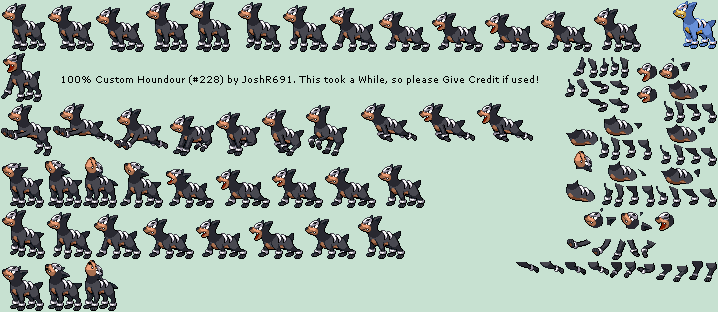 100% Custom Houndour (#228) by JoshR691. This took a While, so please Give Credit if used!